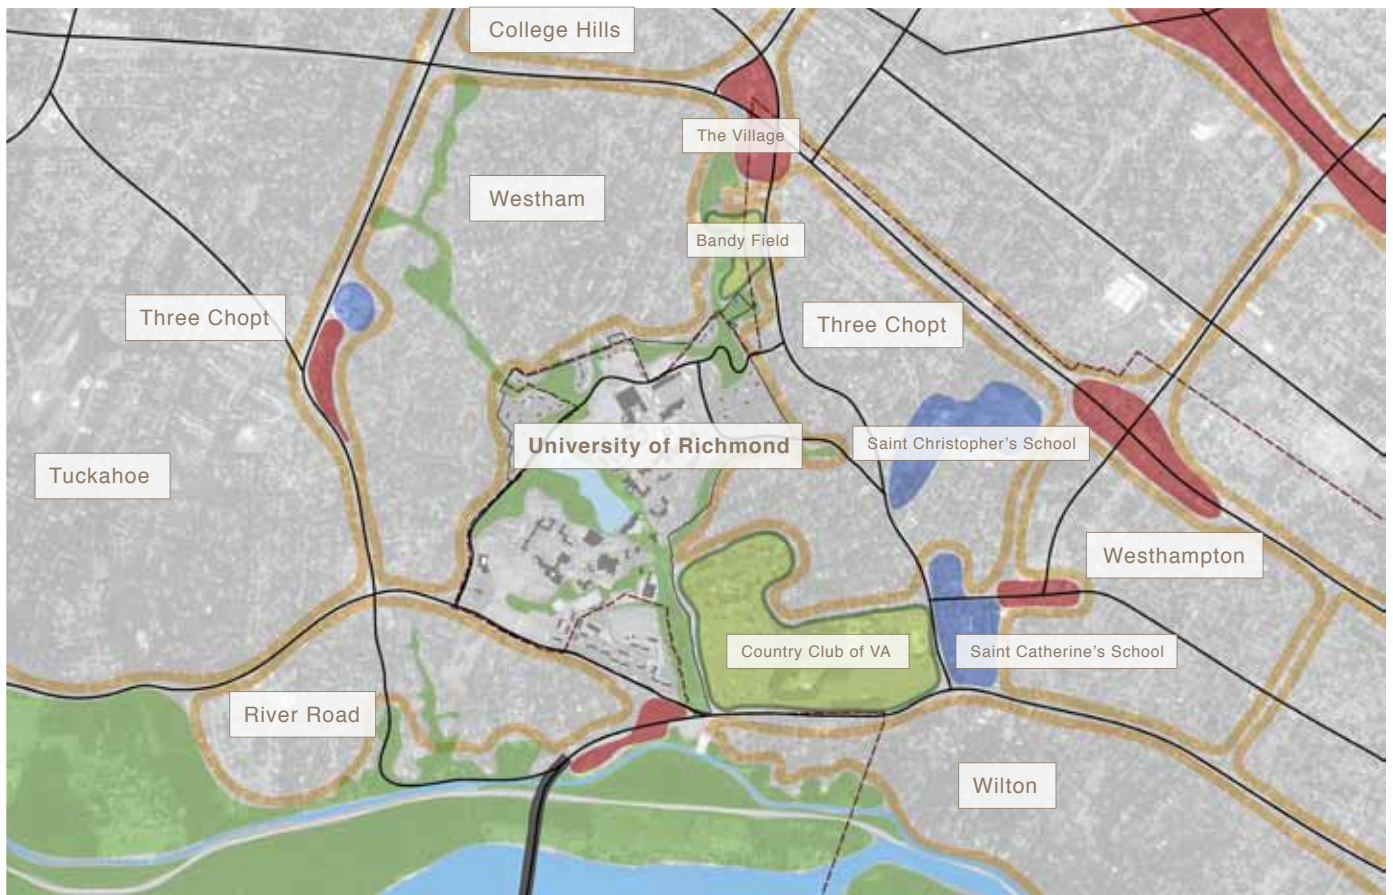 College Hills
The Village
Westham
Bandy Field
Three Chopt
Three Chopt
University of Richmond
Saint Christopher's School
Tuckahoe
Westhampton
Country Club of VA
Saint Catherine's School
River Road
Wilton